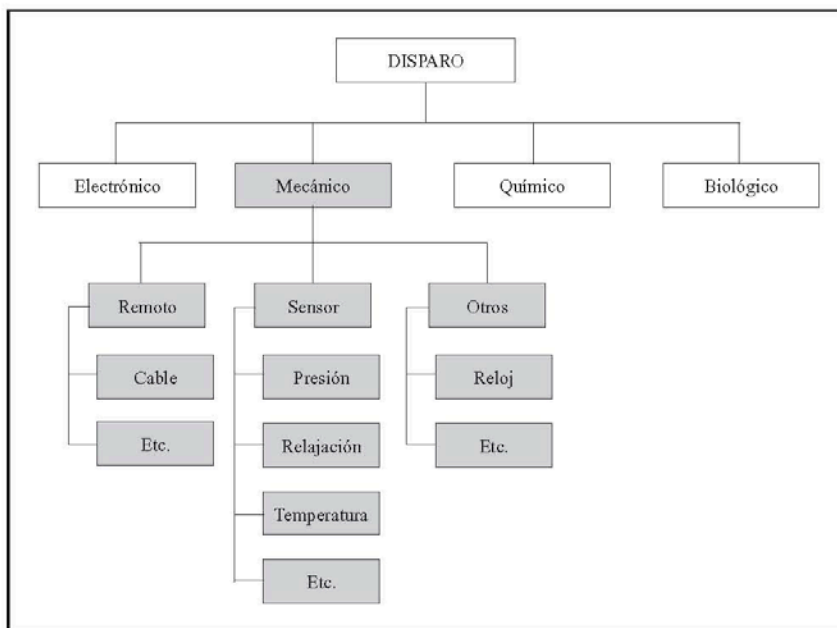 DISPARO
Electrónico
Mecánico
Químico
Biológico
Remoto
Cable
Etc.
Sensor
Presión
Relajación
Temperatura
Etc.
Otros
Reloj
Etc.